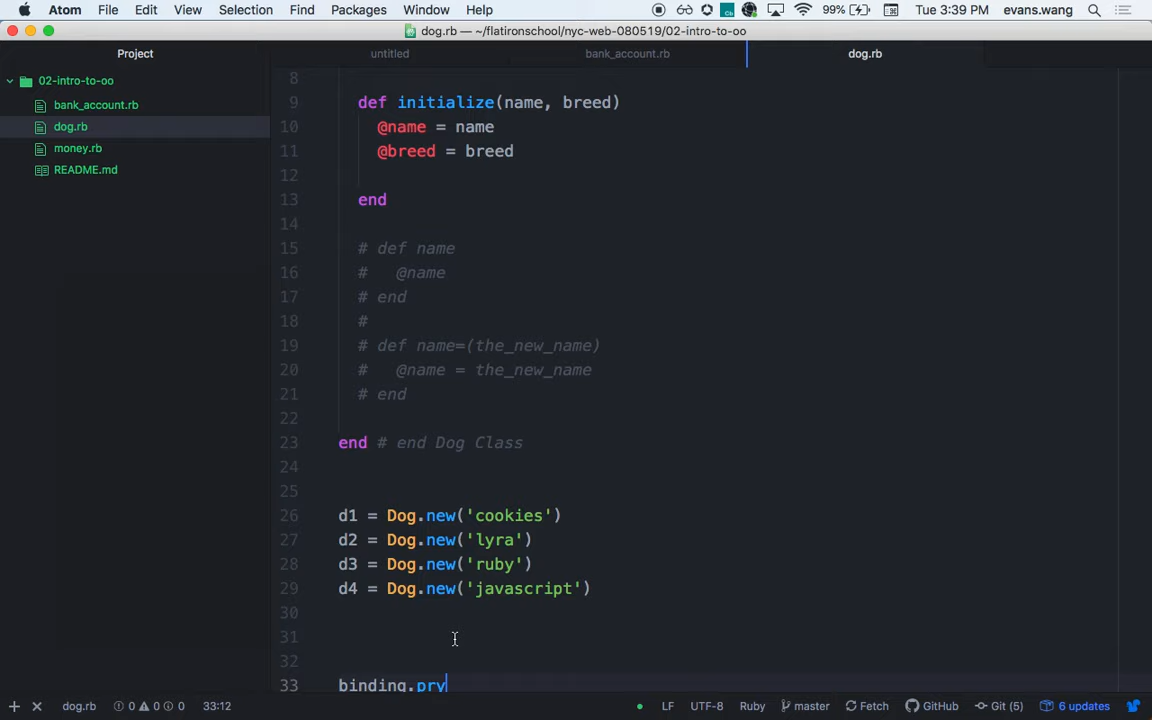 Atom File Edit View Selection Find Packages Window Help 99% Tue 3:39 PM evans.wang
dog.rb — ~/flatironschool/nyc-web-080519/02-intro-to-oo
Project untitled bank_account.rb dog.rb
02-intro-to-oo
bank_account.rb
dog.rb
money.rb
README.md
8
9 def initialize(name, breed)
10 @name = name
11 @breed = breed
12
13 end
14
15 # def name
16 #   @name
17 # end
18 #
19 # def name=(the_new_name)
20 #   @name = the_new_name
21 # end
22
23 end # end Dog Class
24
25
26 d1 = Dog.new('cookies')
27 d2 = Dog.new('lyra')
28 d3 = Dog.new('ruby')
29 d4 = Dog.new('javascript')
30
31
32
33 binding.pry
dog.rb 0 0 0 33:12 LF UTF-8 Ruby master Fetch GitHub Git (5) 6 updates